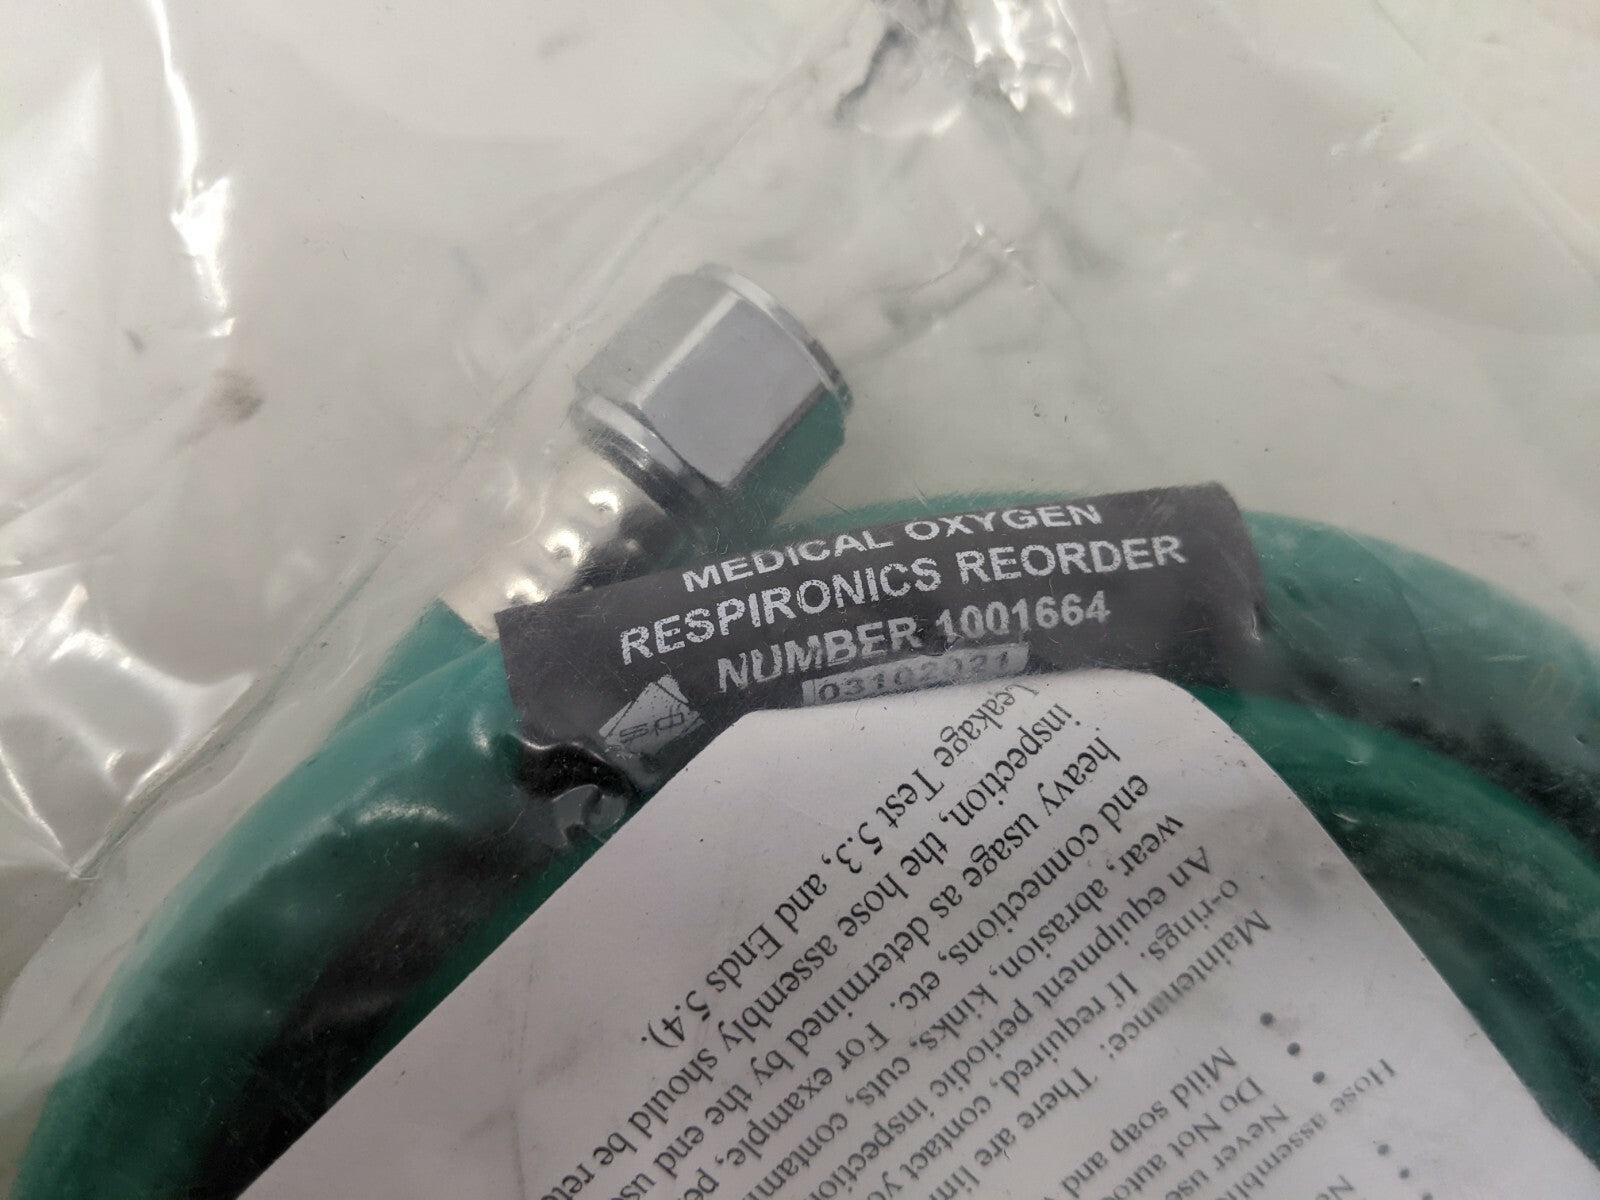 MEDICAL OXYGEN
RESPIRONICS REORDER
NUMBER 1001664
03102021
Hose
Never use
Do Not
Mild soap and
Maintenance: There are
o-rings. If required, contact
An equipment periodic
wear, abrasion, kinks, cuts,
end connections, etc. For example,
heavy usage as determined by the end
inspection, the hose assembly should be
Leakage Test 5.3, and Ends 5.4).